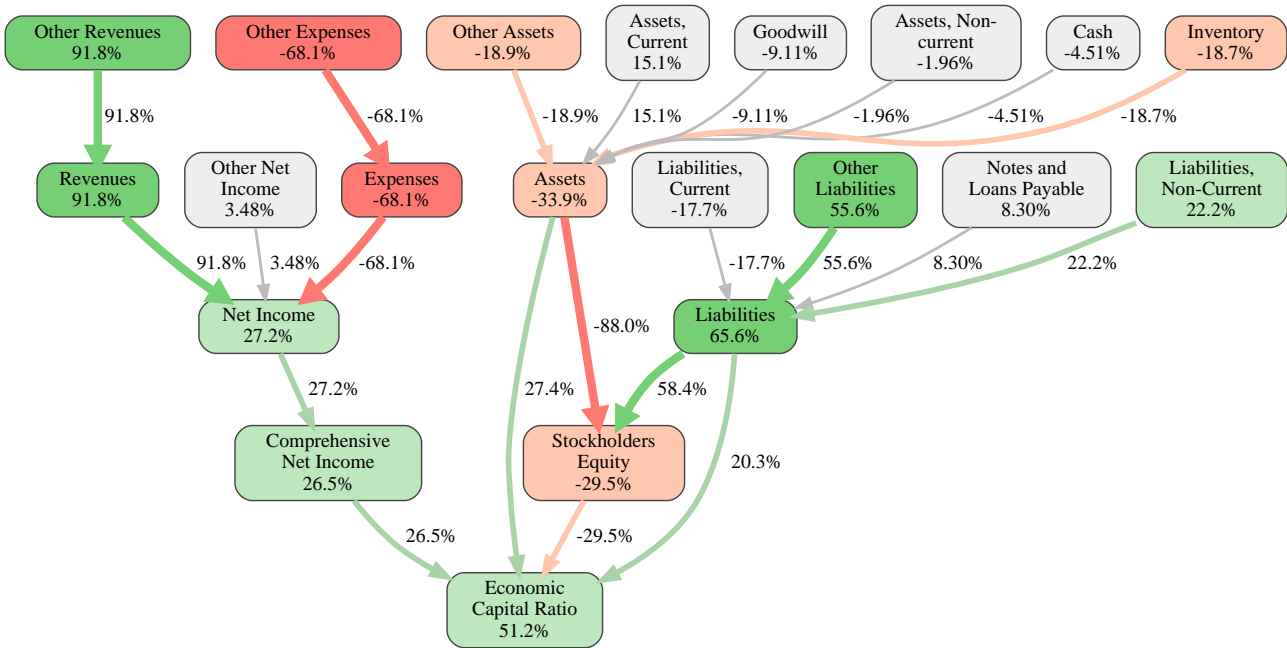 Other Revenues
91.8%
Other Expenses
-68.1%
Other Assets
-18.9%
Assets,
Current
15.1%
Goodwill
-9.11%
Assets, Non-
current
-1.96%
Cash
-4.51%
Inventory
-18.7%
91.8%
-68.1%
-18.9%
15.1%
-9.11%
-1.96%
-4.51%
-18.7%
Revenues
91.8%
Other Net
Income
3.48%
Expenses
-68.1%
Assets
-33.9%
Liabilities,
Current
-17.7%
Other
Liabilities
55.6%
Notes and
Loans Payable
8.30%
Liabilities,
Non-Current
22.2%
91.8%
3.48%
-68.1%
-17.7%
55.6%
8.30%
22.2%
Net Income
27.2%
-88.0%
Liabilities
65.6%
27.2%
27.4%
58.4%
Comprehensive
Net Income
26.5%
Stockholders
Equity
-29.5%
20.3%
26.5%
-29.5%
Economic
Capital Ratio
51.2%